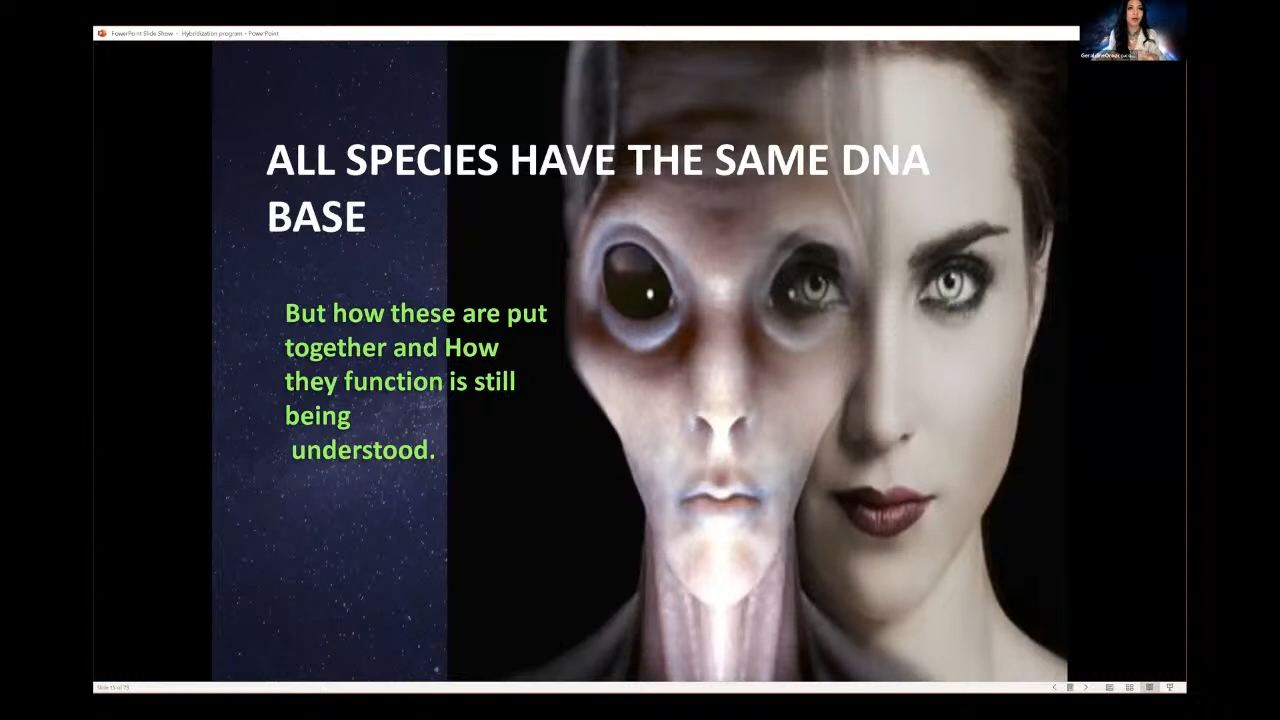 PowerPoint Slide Show - Hybridization program - PowerPoint
ALL SPECIES HAVE THE SAME DNA
BASE
But how these are put
together and How
they function is still
being
understood.